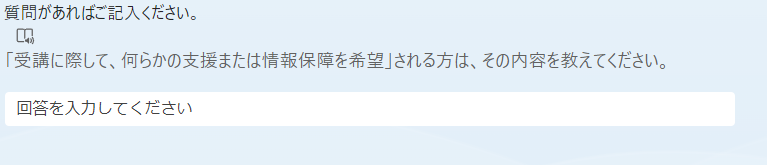 質問があればご記入ください。
「受講に際して、何らかの支援または情報保障を希望」される方は、その内容を教えてください。
回答を入力してください